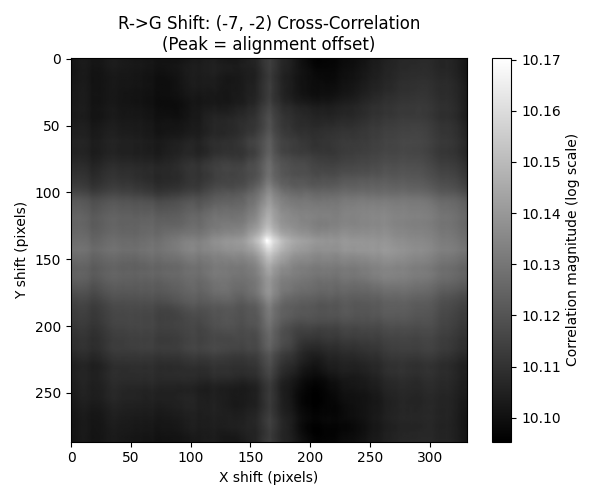 R->G Shift: (-7, -2) Cross-Correlation
(Peak = alignment offset)
0
50
100
150
200
250
Y shift (pixels)
0 50 100 150 200 250 300
X shift (pixels)
10.17
10.16
10.15
10.14
10.13
10.12
10.11
10.10
Correlation magnitude (log scale)